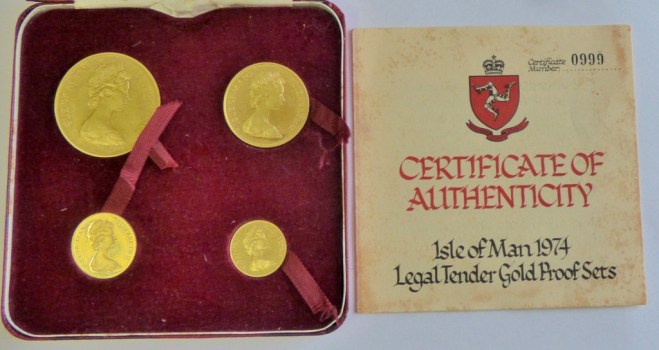 Certificate
Number: 0999
CERTIFICATE OF
AUTHENTICITY
Isle of Man 1974
Legal Tender Gold Proof Sets